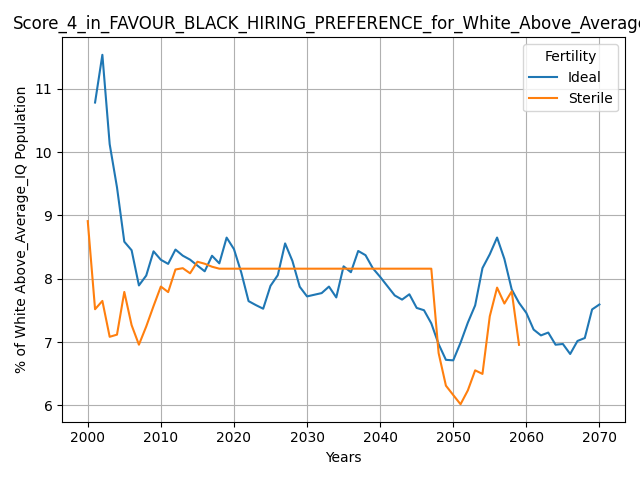 Score_4_in_FAVOUR_BLACK_HIRING_PREFERENCE_for_White_Above_Average
Fertility
Ideal
Sterile
% of White Above_Average_IQ Population
11
10
9
8
7
6
2000 2010 2020 2030 2040 2050 2060 2070
Years